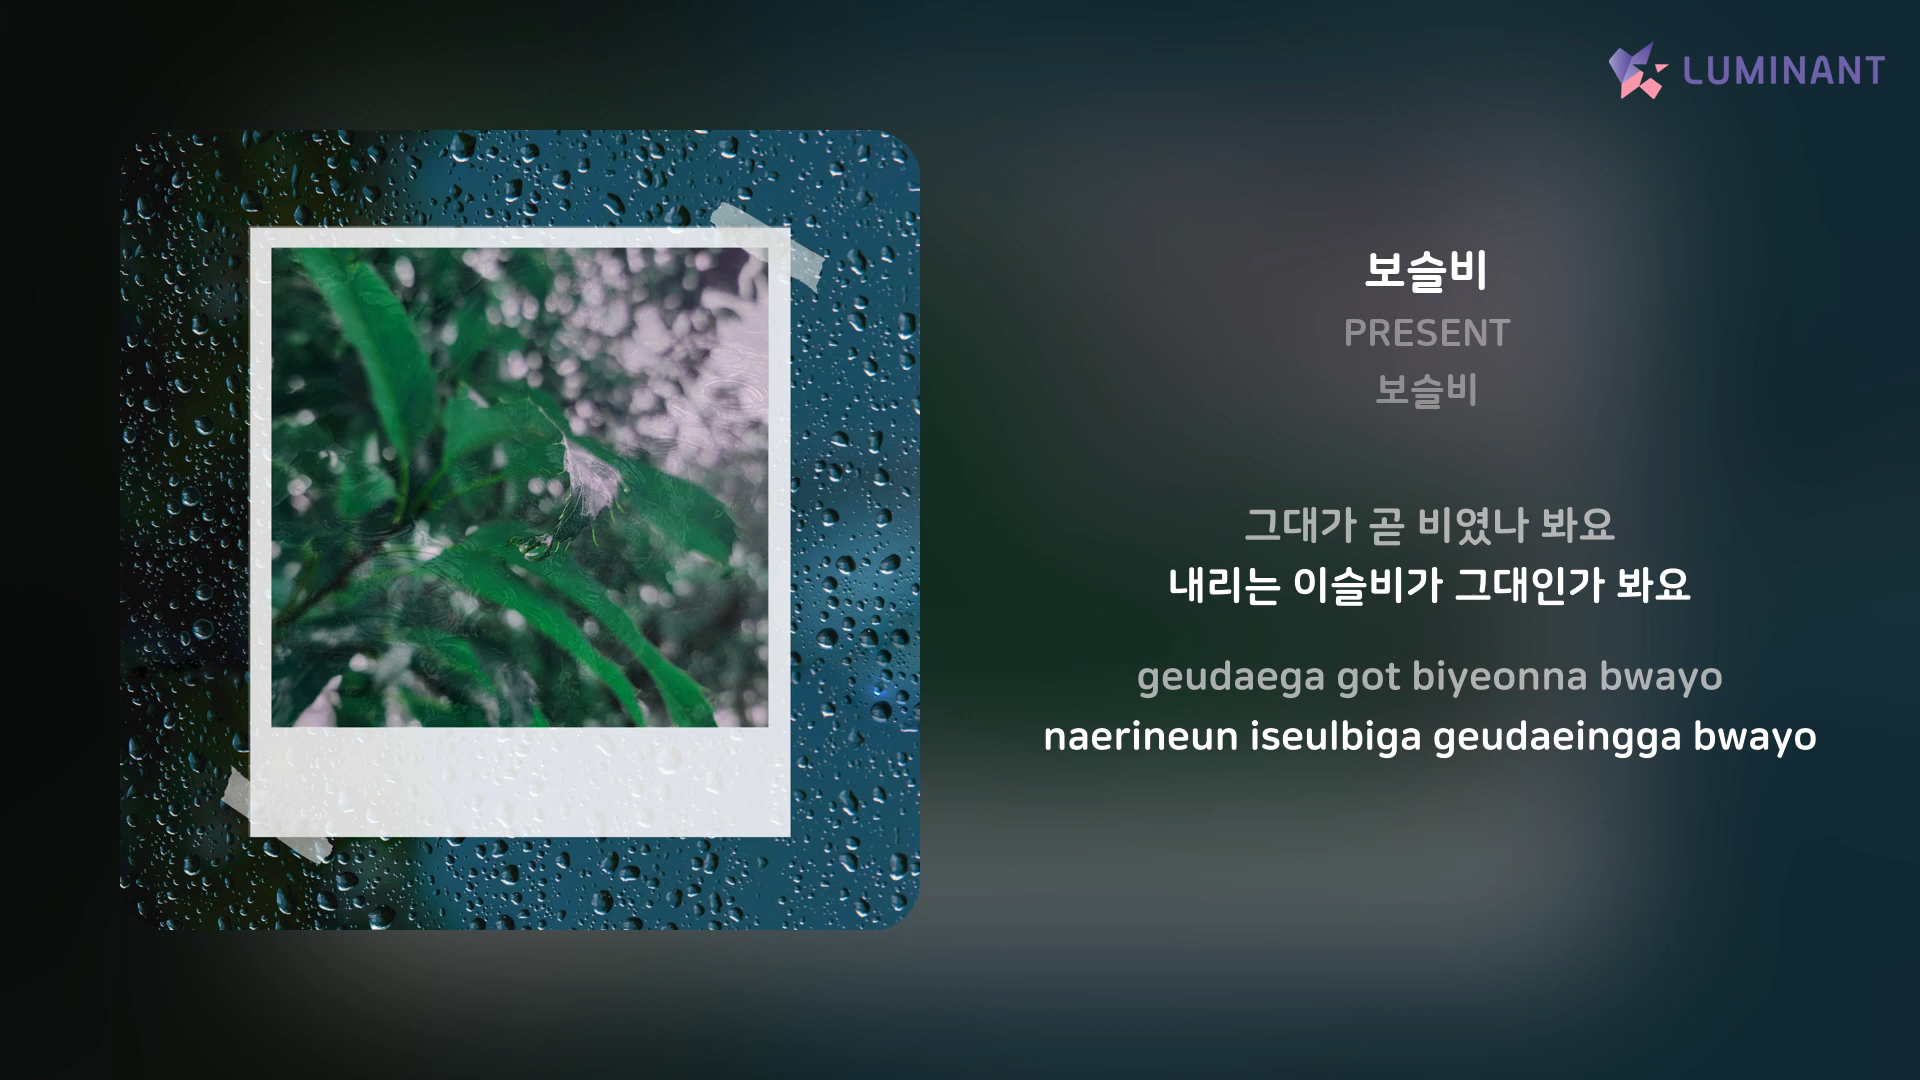 LUMINANT
보슬비
PRESENT
보슬비
그대가 곧 비였나 봐요
내리는 이슬비가 그대인가 봐요
geudaega got biyeonna bwayo
naerineun iseulbiga geudaeingga bwayo